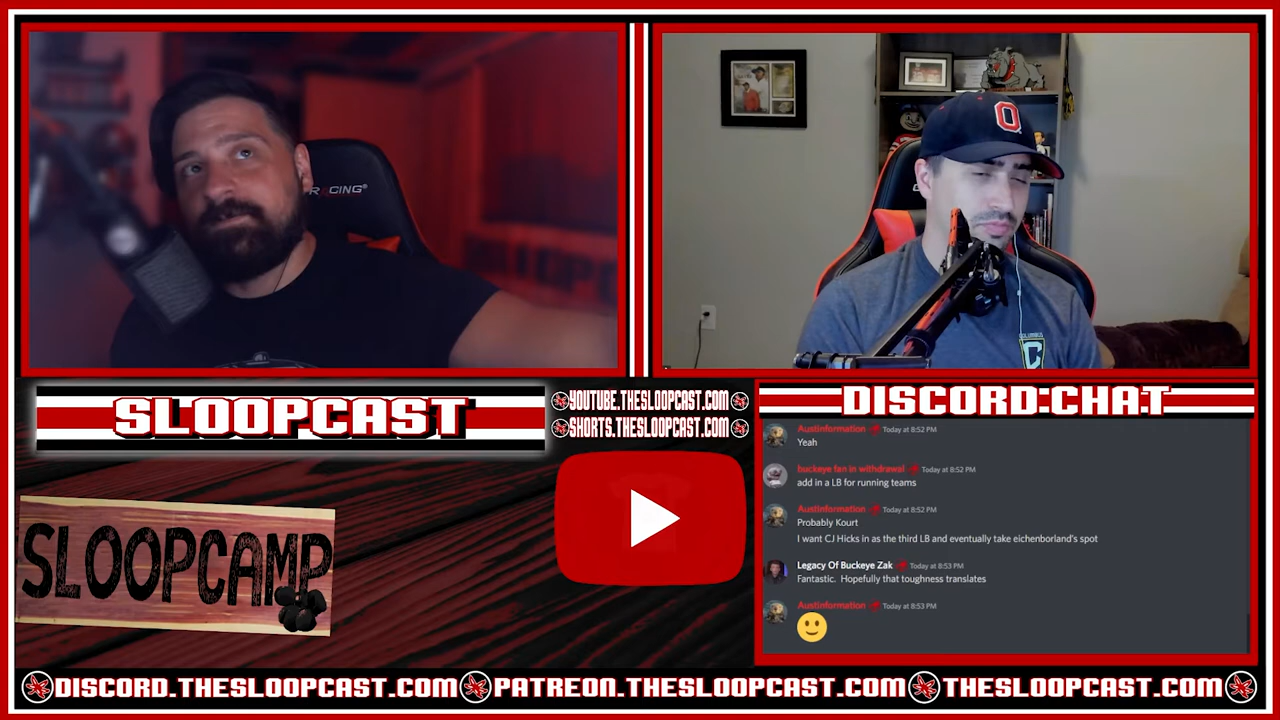 RACING®
O
COLUMBUS
C
SLOOPCAST
YOUTUBE.THESLOOPCAST.COM
SHORTS.THESLOOPCAST.COM
SLOOPCAMP
DISCORD:CHAT
Austinformation Today at 8:52 PM
Yeah
buckeye fan in withdrawal Today at 8:52 PM
add in a LB for running teams
Austinformation Today at 8:52 PM
Probably Kourt
I want CJ Hicks in as the third LB and eventually take eichenborland's spot
Legacy Of Buckeye Zak Today at 8:53 PM
Fantastic. Hopefully that toughness translates
Austinformation Today at 8:53 PM
DISCORD.THESLOOPCAST.COM PATREON.THESLOOPCAST.COM THESLOOPCAST.COM